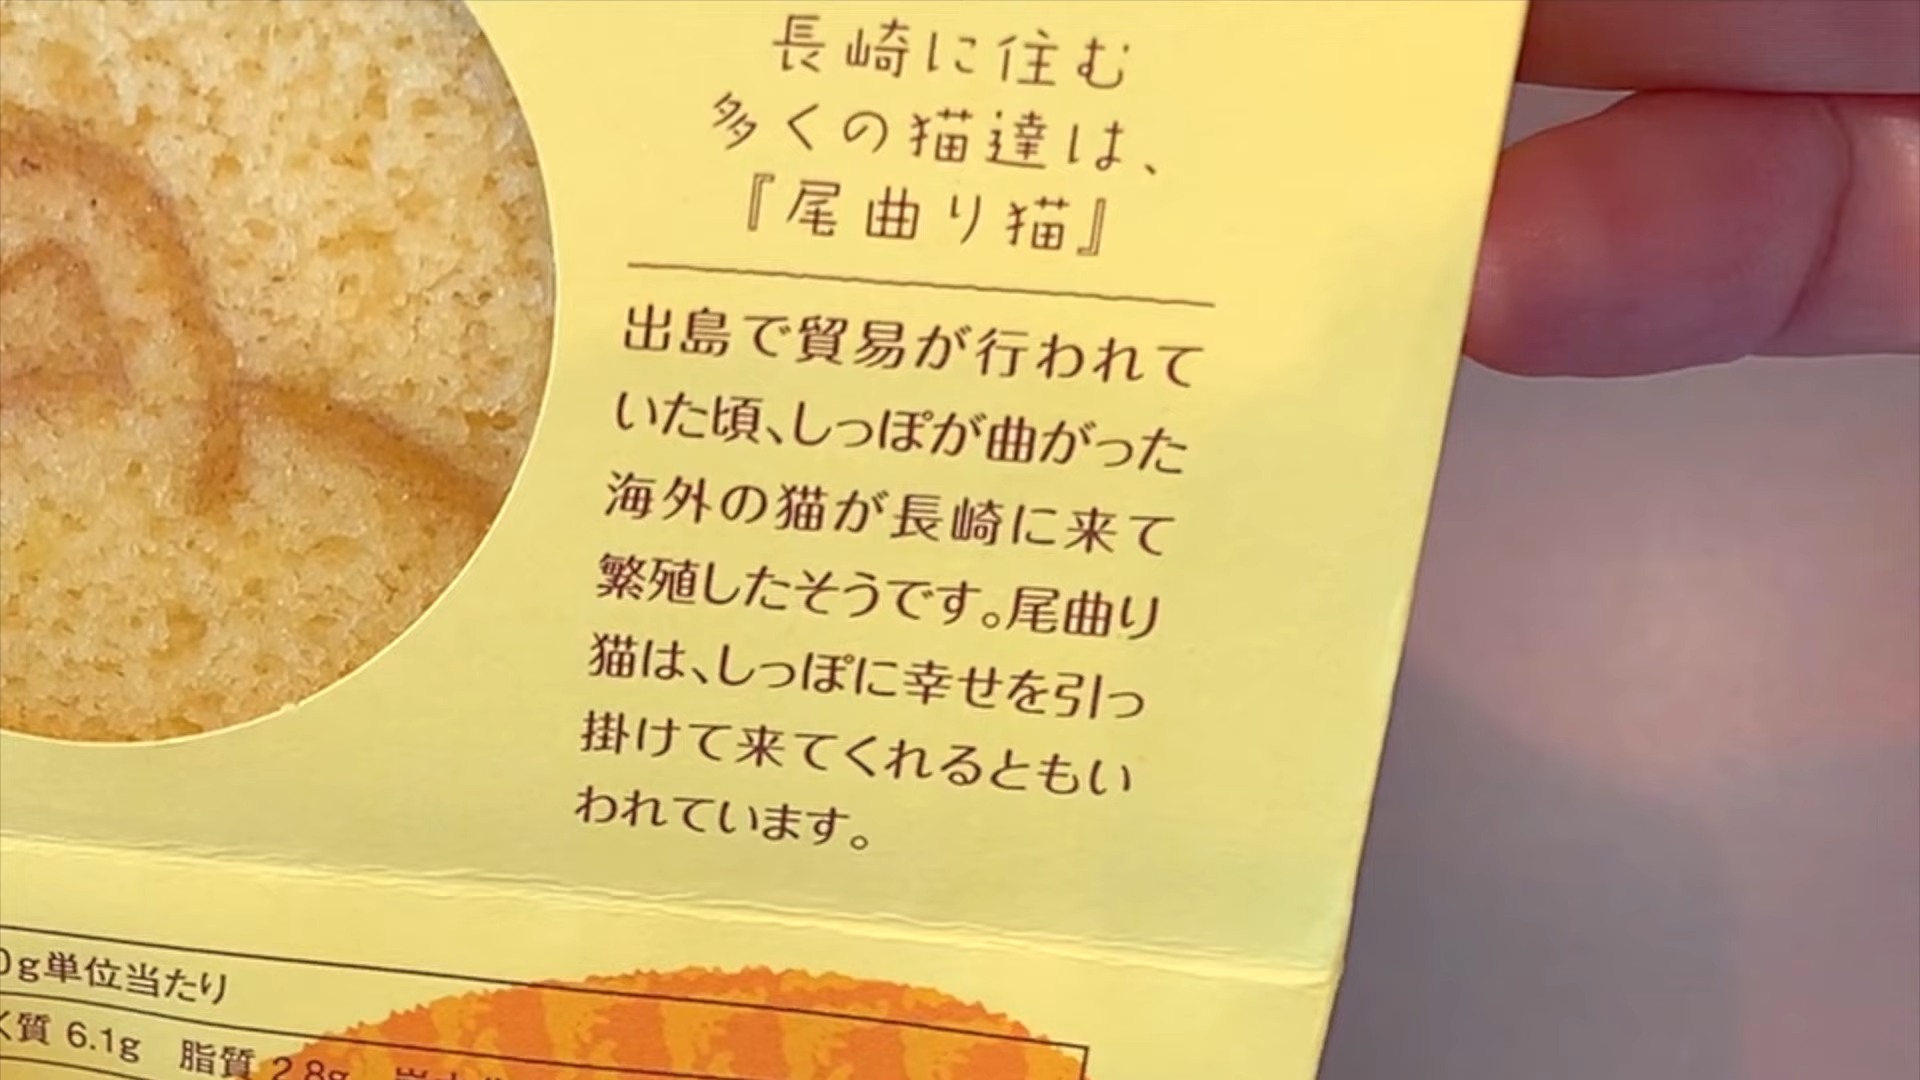 長崎に住む
多くの猫達は、
『尾曲り猫』
出島で貿易が行われて
いた頃、しっぽが曲がった
海外の猫が長崎に来て
繁殖したそうです。尾曲り
猫は、しっぽに幸せを引っ
掛けて来てくれるともい
われています。
0g単位当たり
く質 6.1g 脂質 2.8g